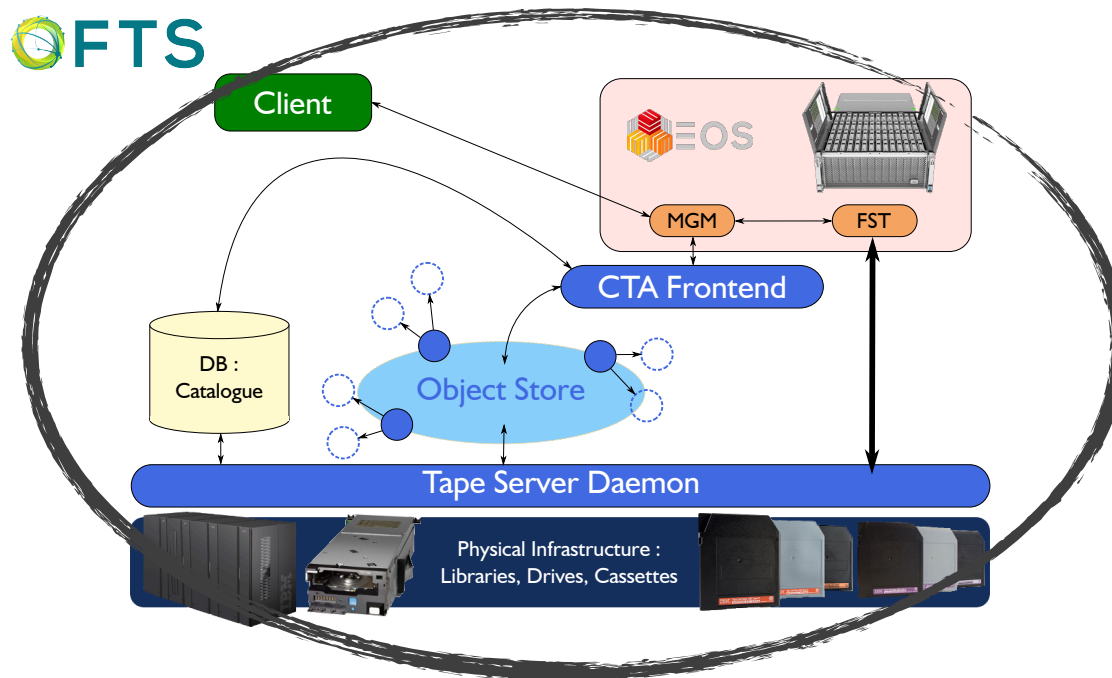 FTS
Client
EOS
MGM
FST
CTA Frontend
DB :
Catalogue
Object Store
Tape Server Daemon
Physical Infrastructure :
Libraries, Drives, Cassettes
IBM